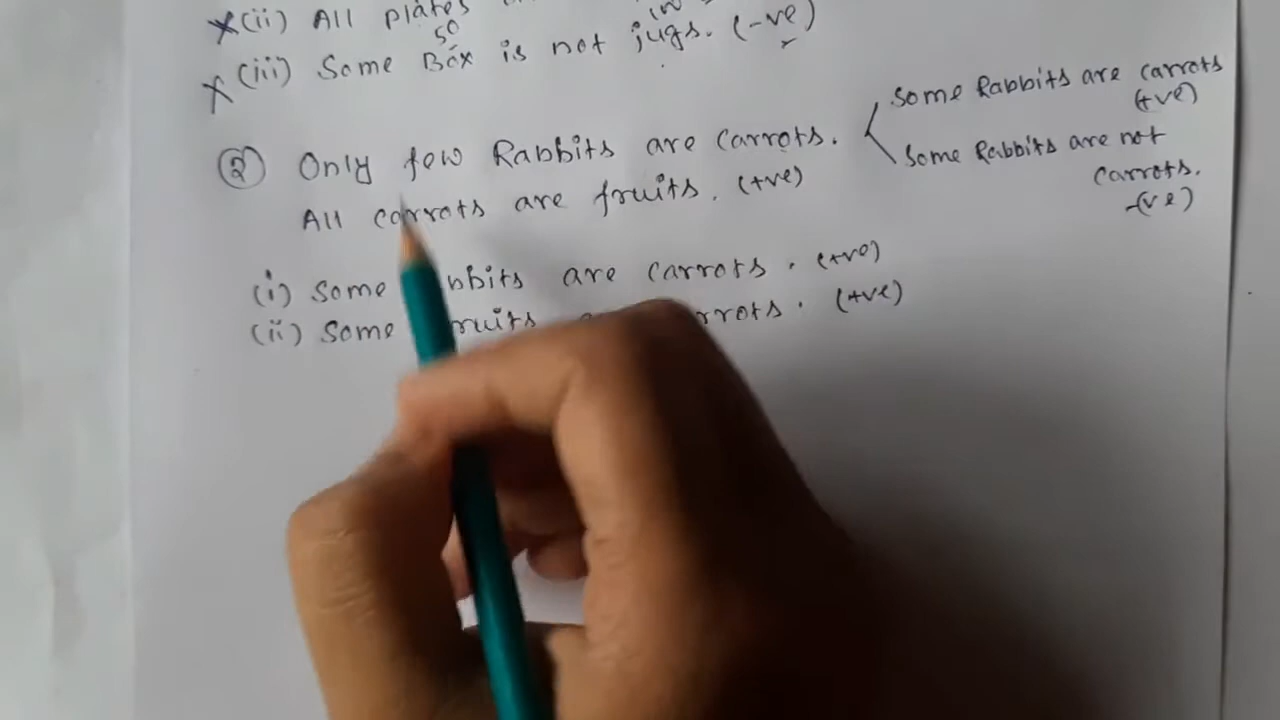 x(ii) All plates
so in
x(iii) Some Box is not jugs. (-ve)
② Only few Rabbits are carrots. Some Rabbits are carrots (+ve)
Some Rabbits are not carrots. -(ve)
All carrots are fruits. (+ve)
(i) Some bbits are carrots. (+ve)
(ii) Some ruits rrots. (+ve)